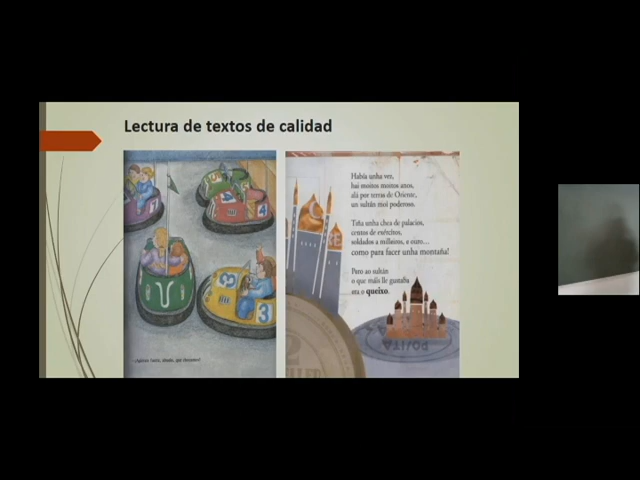 Lectura de textos de calidad
Había unha vez,
hai moitos moitos anos,
alá por terras de Oriente,
un sultán moi poderoso.
Tiña unha chea de palacios,
centos de exércitos,
soldados a milleiros, e ouro...
como para facer unha montaña!
Pero ao sultán
o que máis lle gustaba
era o queixo.